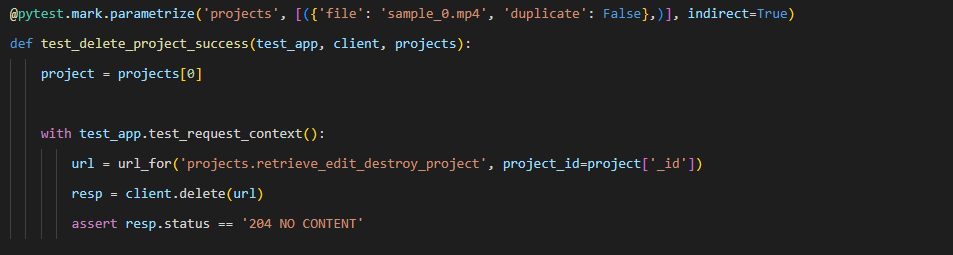 @pytest.mark.parametrize('projects', [({'file': 'sample_0.mp4', 'duplicate': False},)], indirect=True)
def test_delete_project_success(test_app, client, projects):
    project = projects[0]

    with test_app.test_request_context():
        url = url_for('projects.retrieve_edit_destroy_project', project_id=project['_id'])
        resp = client.delete(url)
        assert resp.status == '204 NO CONTENT'